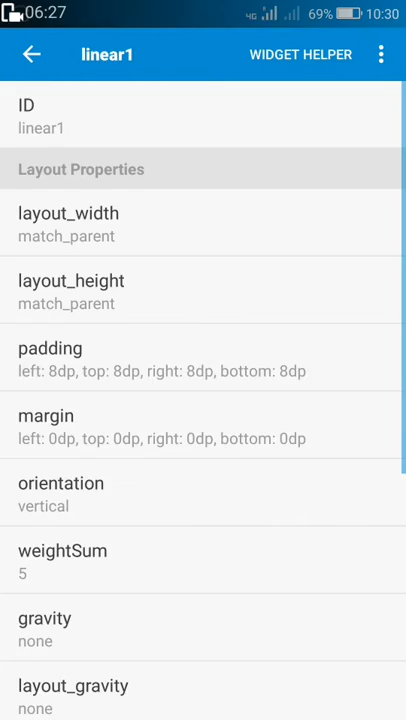 06:27 4G 69% 10:30
linear1 WIDGET HELPER
ID
linear1
Layout Properties
layout_width
match_parent
layout_height
match_parent
padding
left: 8dp, top: 8dp, right: 8dp, bottom: 8dp
margin
left: 0dp, top: 0dp, right: 0dp, bottom: 0dp
orientation
vertical
weightSum
5
gravity
none
layout_gravity
none